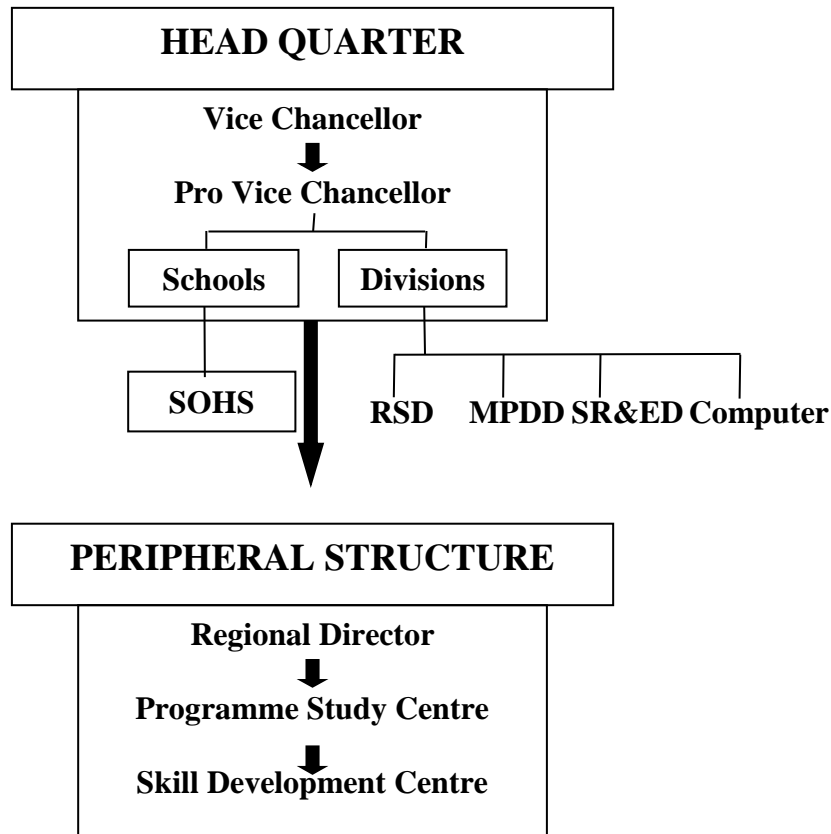 HEAD QUARTER
Vice Chancellor
Pro Vice Chancellor
Schools Divisions
SOHS
RSD MPDD SR&ED Computer
PERIPHERAL STRUCTURE
Regional Director
Programme Study Centre
Skill Development Centre